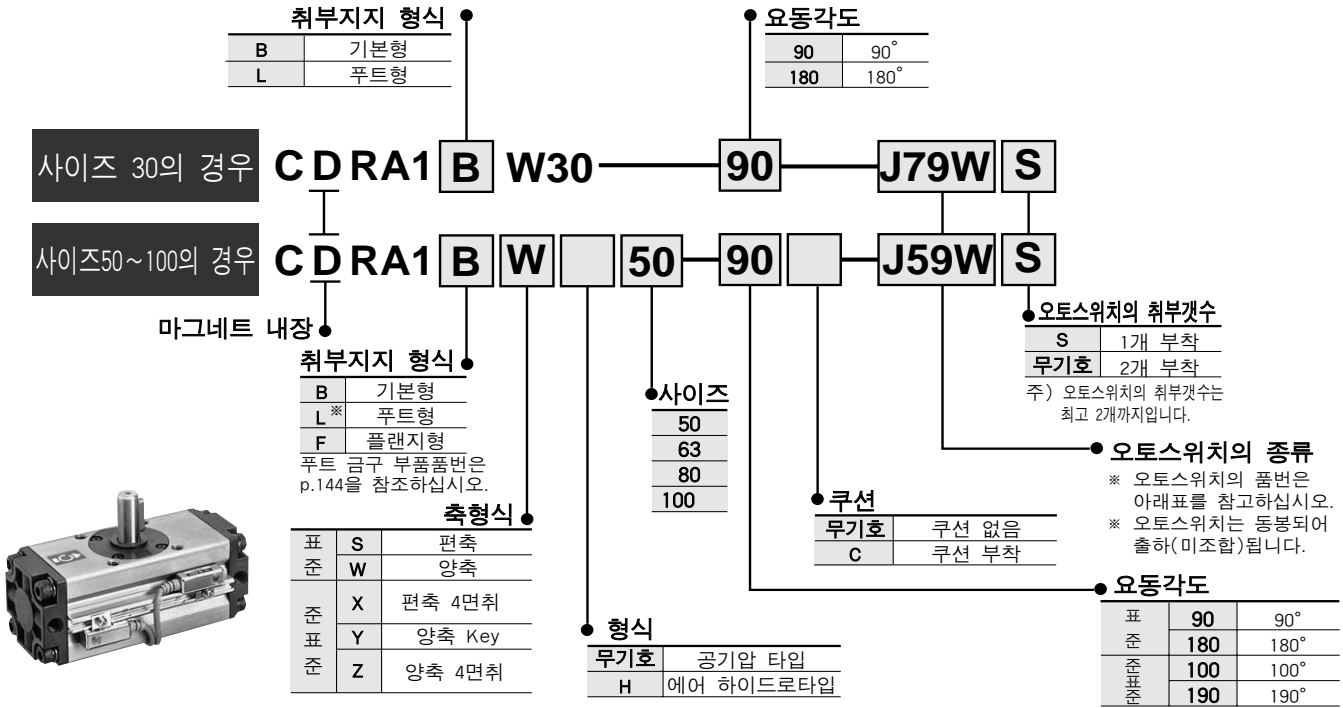 취부지지 형식
B 기본형
L 푸트형
요동각도
90 90°
180 180°
사이즈 30의 경우 C D RA1 B W30 90 J79W S
사이즈50~100의 경우 C D RA1 B W 50 90 J59W S
마그네트 내장
취부지지 형식
B 기본형
L※ 푸트형
F 플랜지형
푸트 금구 부품품번은
p.144을 참조하십시오.
축형식
표준 S 편축
W 양축
준표준 X 편축 4면취
Y 양축 Key
Z 양축 4면취
형식
무기호 공기압 타입
H 에어 하이드로타입
사이즈
50
63
80
100
쿠션
무기호 쿠션 없음
C 쿠션 부착
오토스위치의 취부갯수
S 1개 부착
무기호 2개 부착
주) 오토스위치의 취부갯수는
최고 2개까지입니다.
오토스위치의 종류
※ 오토스위치의 품번은
아래표를 참고하십시오.
※ 오토스위치는 동봉되어
출하(미조합)됩니다.
요동각도
표준 90 90°
180 180°
준표준 100 100°
190 190°